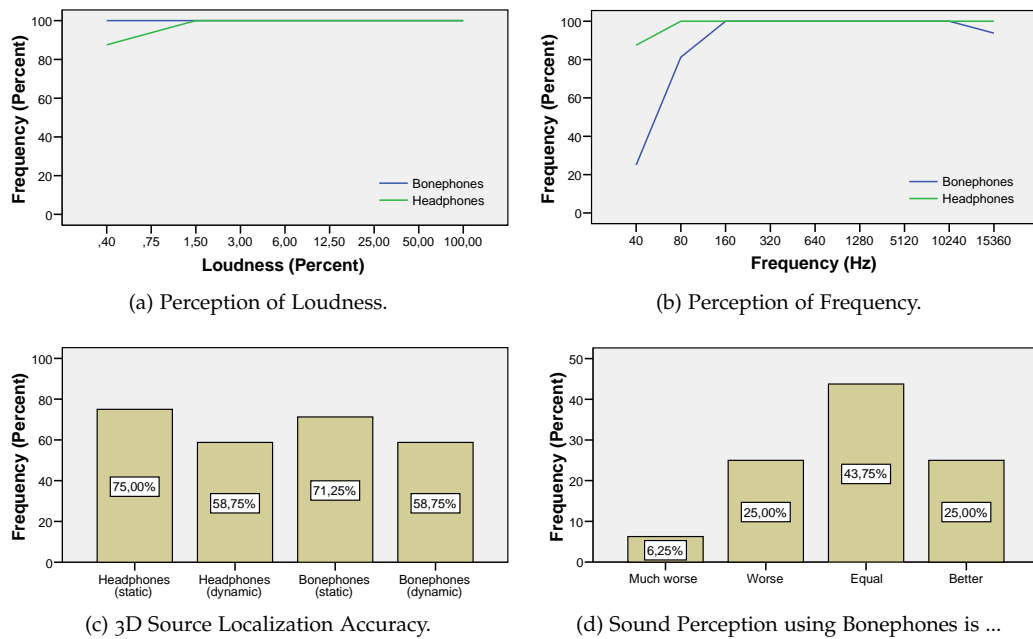 Frequency (Percent)
100
80
60
40
20
0
Bonephones
Headphones
,40 ,75 1,50 3,00 6,00 12,50 25,00 50,00 100,00
Loudness (Percent)
(a) Perception of Loudness.
Frequency (Percent)
100
80
60
40
20
0
Bonephones
Headphones
40 80 160 320 640 1280 5120 10240 15360
Frequency (Hz)
(b) Perception of Frequency.
Frequency (Percent)
100
80
60
40
20
0
75,00%
58,75%
71,25%
58,75%
Headphones (static)
Headphones (dynamic)
Bonephones (static)
Bonephones (dynamic)
(c) 3D Source Localization Accuracy.
Frequency (Percent)
50
40
30
20
10
0
6,25%
25,00%
43,75%
25,00%
Much worse Worse Equal Better
(d) Sound Perception using Bonephones is ...